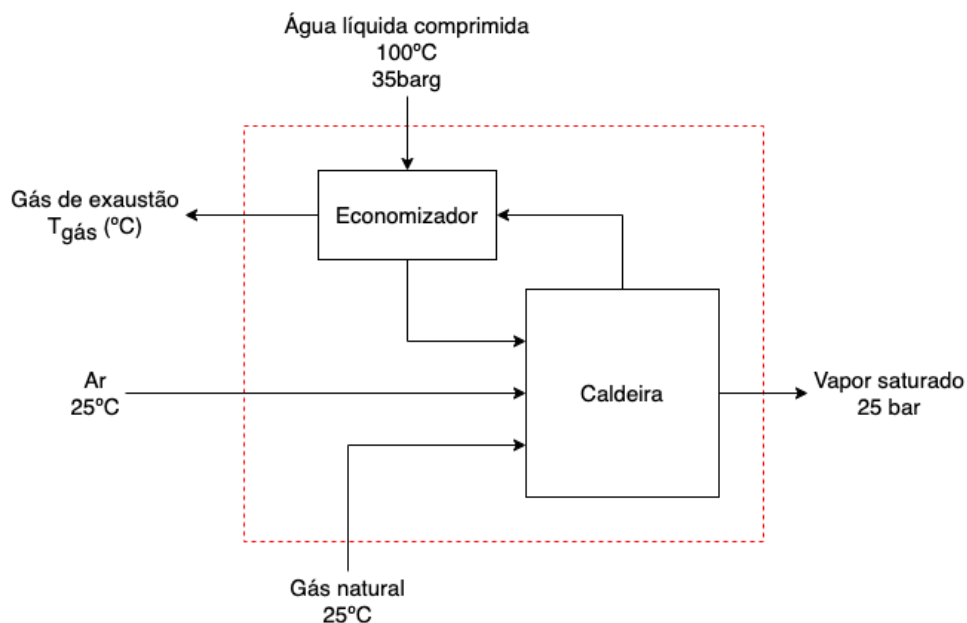 Água líquida comprimida
100ºC
35barg
Gás de exaustão
Tgás (ºC)
Economizador
Ar
25ºC
Caldeira
Vapor saturado
25 bar
Gás natural
25ºC